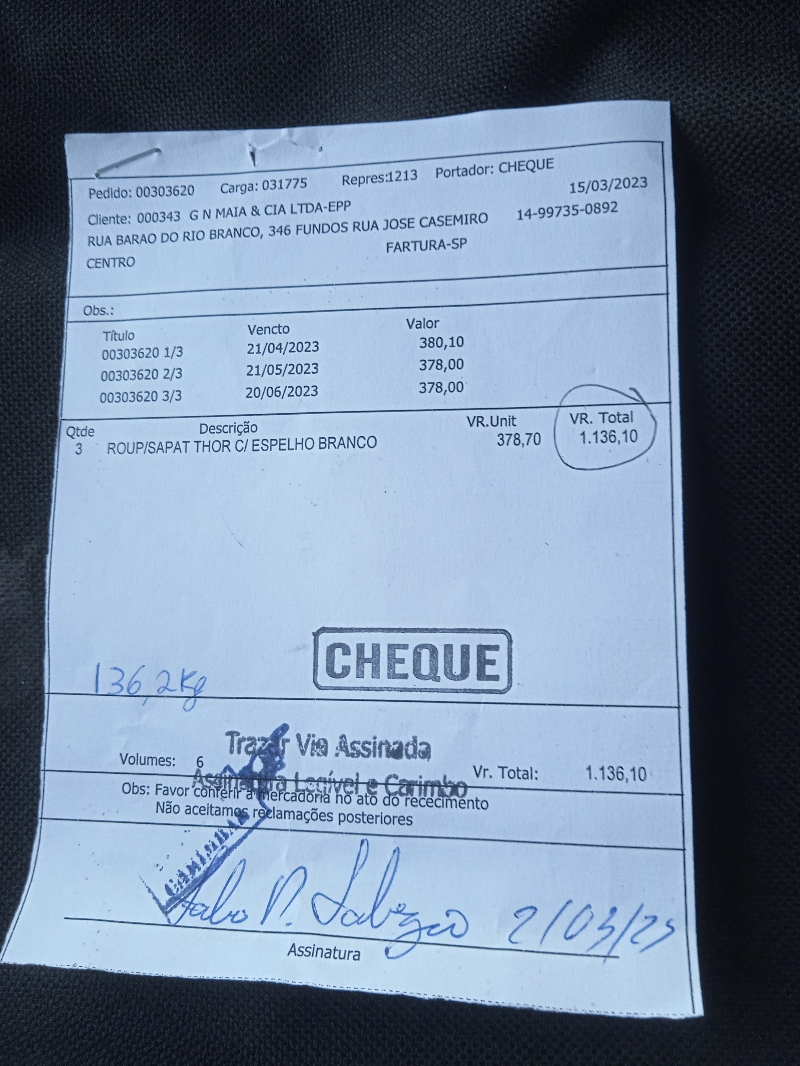 Pedido: 00303620 Carga: 031775 Repres:1213 Portador: CHEQUE
15/03/2023
Cliente: 000343 G N MAIA & CIA LTDA-EPP
RUA BARAO DO RIO BRANCO, 346 FUNDOS RUA JOSE CASEMIRO 14-99735-0892
CENTRO FARTURA-SP
Obs.:
Título Vencto Valor
00303620 1/3 21/04/2023 380,10
00303620 2/3 21/05/2023 378,00
00303620 3/3 20/06/2023 378,00
Qtde Descrição VR.Unit VR. Total
3 ROUP/SAPAT THOR C/ ESPELHO BRANCO 378,70 1.136,10
CHEQUE
136,2Kg
Trazer Via Assinada
Volumes: 6 Vr. Total: 1.136,10
Assinatura Legível e Carimbo
Obs: Favor conferir a mercadoria no ato do rececimento
Não aceitamos reclamações posteriores
Assinatura